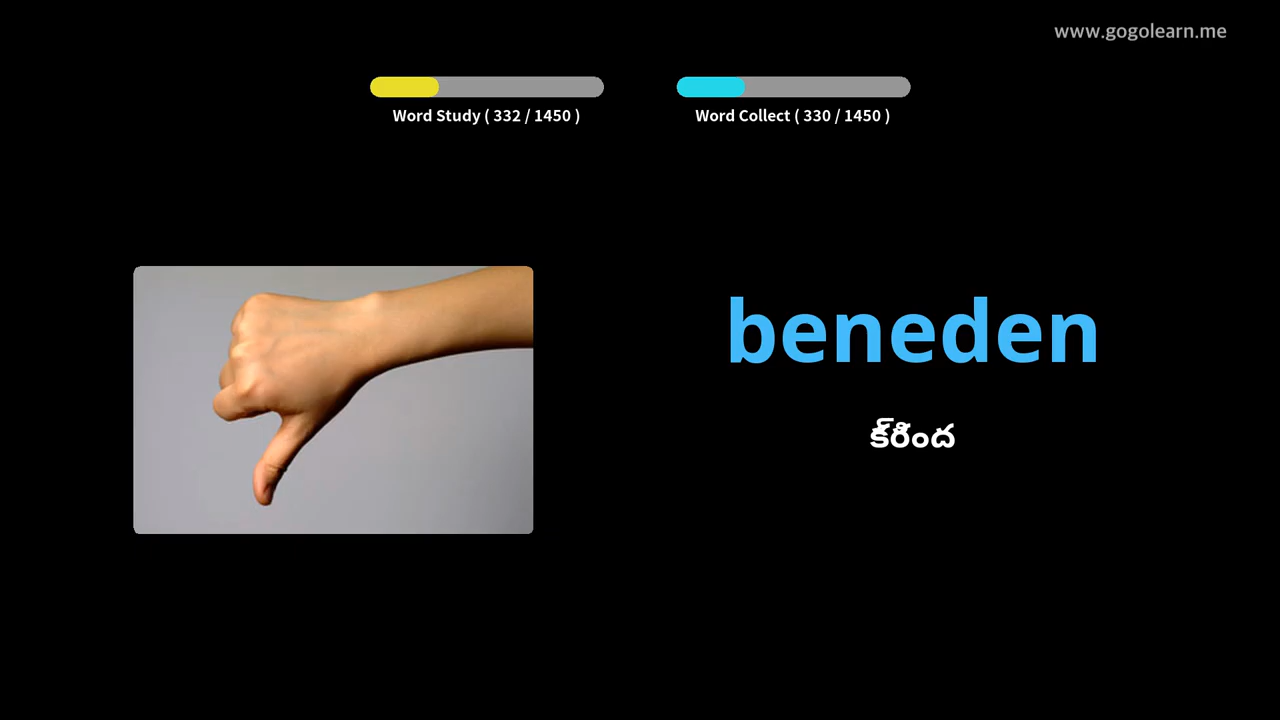 www.gogolearn.me
Word Study ( 332 / 1450 )
Word Collect ( 330 / 1450 )
beneden
క్రింద